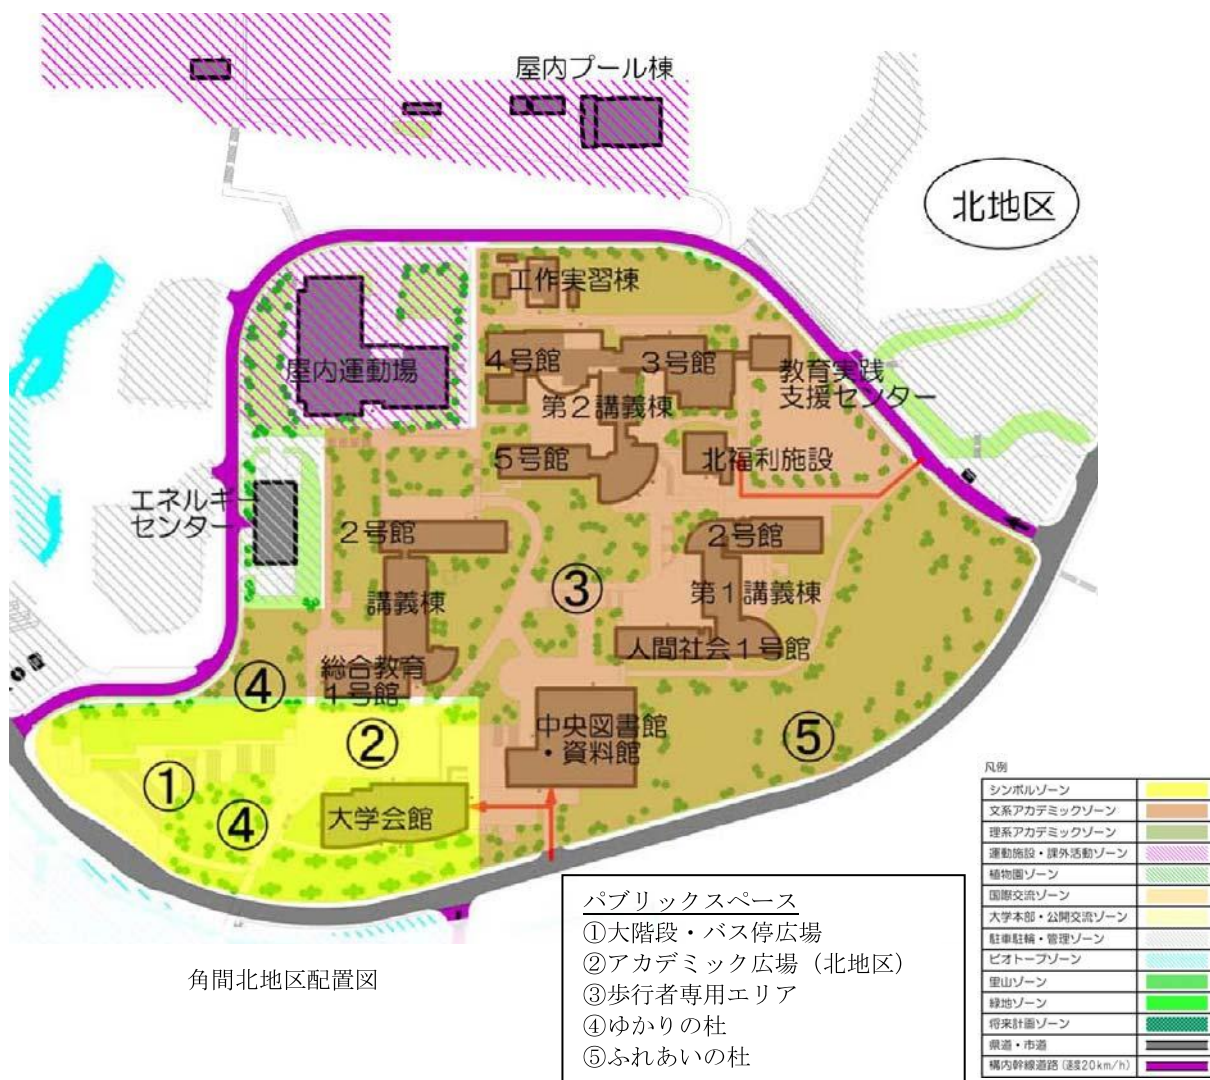 屋内プール棟
北地区
工作実習棟
4号館
3号館
屋内運動場
教育実践
支援センター
第2講義棟
5号館
北福利施設
エネルギー
センター
2号館
2号館
③
第1講義棟
講義棟
人間社会1号館
総合教育
1号館
④
②
中央図書館
・資料館
⑤
①
④
大学会館
凡例
シンボルゾーン
文系アカデミックゾーン
理系アカデミックゾーン
運動施設・課外活動ゾーン
植物園ゾーン
国際交流ゾーン
大学本部・公開交流ゾーン
駐車駐輪・管理ゾーン
ビオトープゾーン
里山ゾーン
緑地ゾーン
将来計画ゾーン
県道・市道
構内幹線道路(速度20km/h)
パブリックスペース
①大階段・バス停広場
②アカデミック広場（北地区）
③歩行者専用エリア
④ゆかりの杜
⑤ふれあいの杜
角間北地区配置図